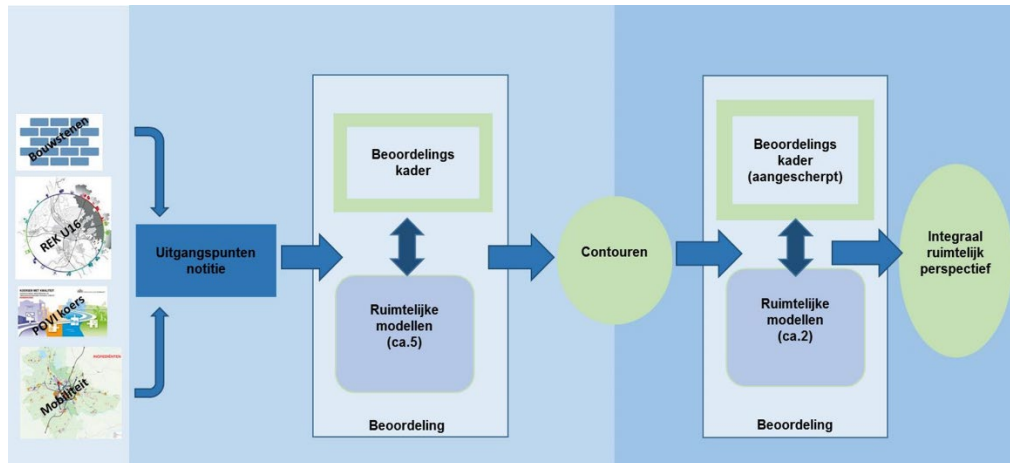 Bouwstenen
REK U16
POVI koers
Mobiliteit
Uitgangspunten
notitie
Beoordelings
kader
Ruimtelijke
modellen
(ca.5)
Beoordeling
Contouren
Beoordelings
kader
(aangescherpt)
Ruimtelijke
modellen
(ca.2)
Beoordeling
Integraal
ruimtelijk
perspectief